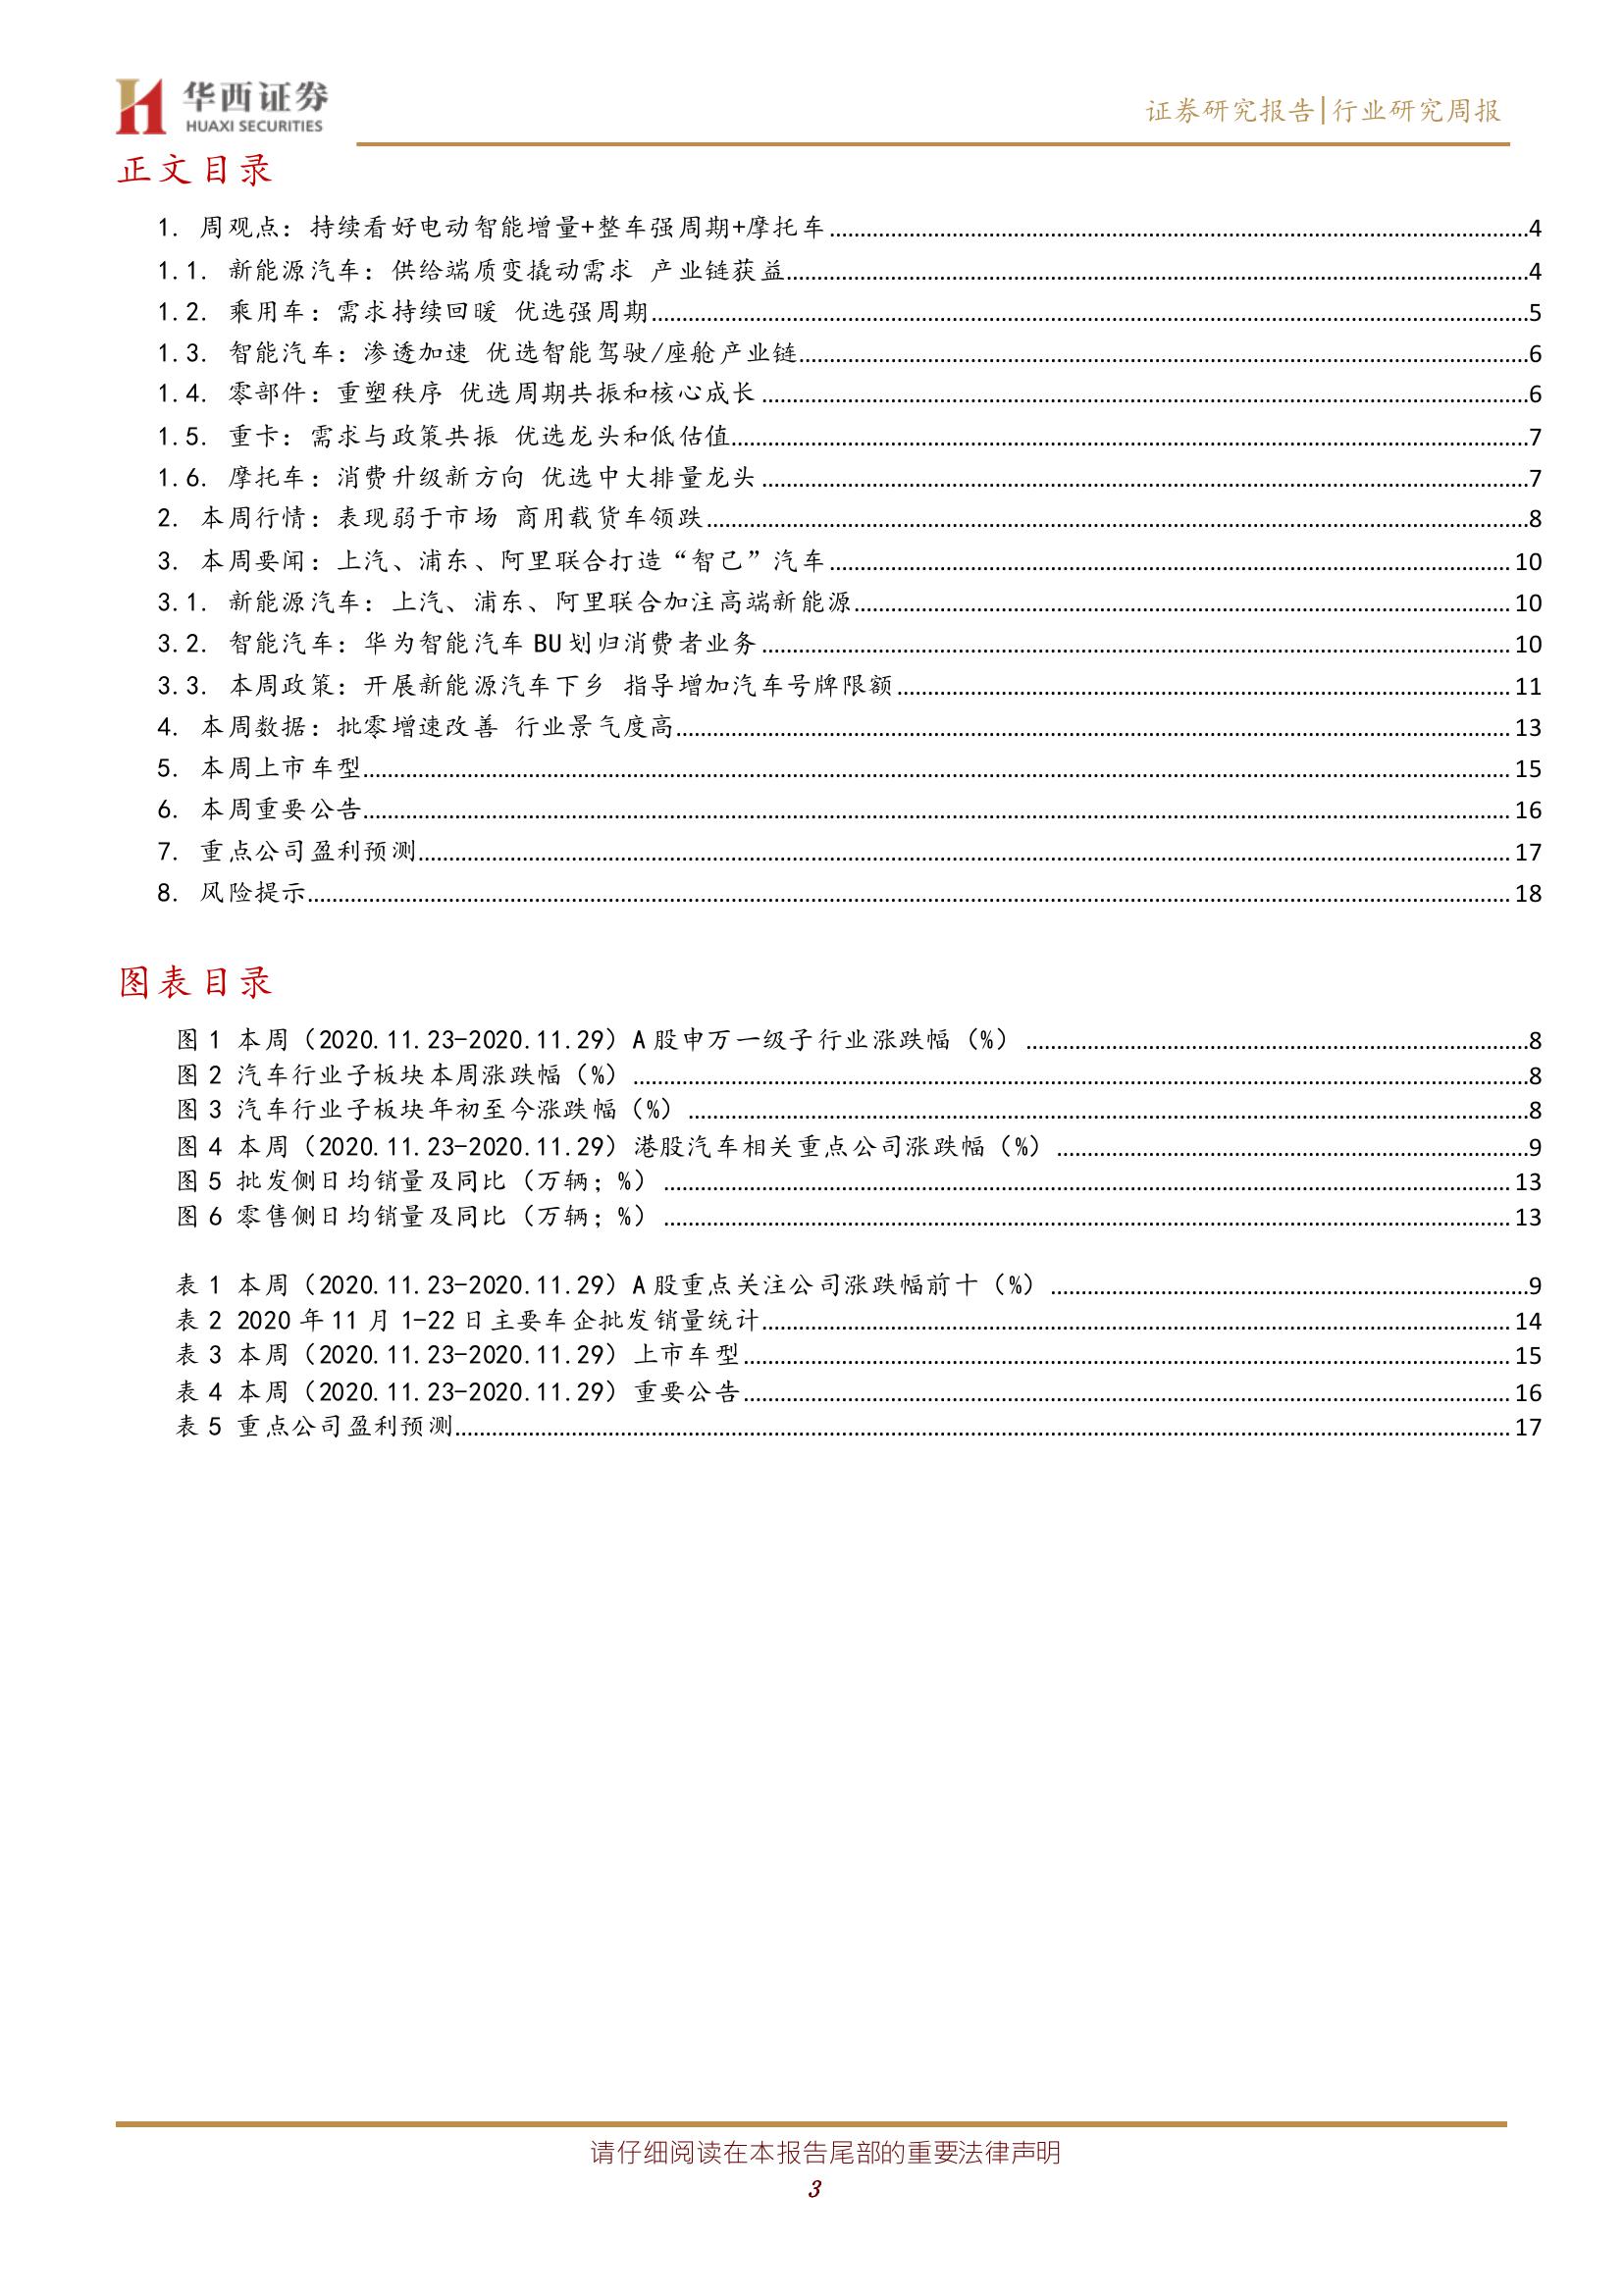 华西证券
HUAXI SECURITIES
证券研究报告|行业研究周报
正文目录
1. 周观点：持续看好电动智能增量+整车强周期+摩托车........4
1.1. 新能源汽车：供给端质变撬动需求 产业链获益........4
1.2. 乘用车：需求持续回暖 优选强周期........5
1.3. 智能汽车：渗透加速 优选智能驾驶/座舱产业链........6
1.4. 零部件：重塑秩序 优选周期共振和核心成长........6
1.5. 重卡：需求与政策共振 优选龙头和低估值........7
1.6. 摩托车：消费升级新方向 优选中大排量龙头........7
2. 本周行情：表现弱于市场 商用载货车领跌........8
3. 本周要闻：上汽、浦东、阿里联合打造“智己”汽车........10
3.1. 新能源汽车：上汽、浦东、阿里联合加注高端新能源........10
3.2. 智能汽车：华为智能汽车 BU 划归消费者业务........10
3.3. 本周政策：开展新能源汽车下乡 指导增加汽车号牌限额........11
4. 本周数据：批零增速改善 行业景气度高........13
5. 本周上市车型........15
6. 本周重要公告........16
7. 重点公司盈利预测........17
8. 风险提示........18
图表目录
图 1 本周（2020.11.23-2020.11.29）A 股申万一级子行业涨跌幅（%）........8
图 2 汽车行业子板块本周涨跌幅（%）........8
图 3 汽车行业子板块年初至今涨跌幅（%）........8
图 4 本周（2020.11.23-2020.11.29）港股汽车相关重点公司涨跌幅（%）........9
图 5 批发侧日均销量及同比（万辆；%）........13
图 6 零售侧日均销量及同比（万辆；%）........13
表 1 本周（2020.11.23-2020.11.29）A 股重点关注公司涨跌幅前十（%）........9
表 2 2020 年 11 月 1-22 日主要车企批发销量统计........14
表 3 本周（2020.11.23-2020.11.29）上市车型........15
表 4 本周（2020.11.23-2020.11.29）重要公告........16
表 5 重点公司盈利预测........17
请仔细阅读在本报告尾部的重要法律声明
3